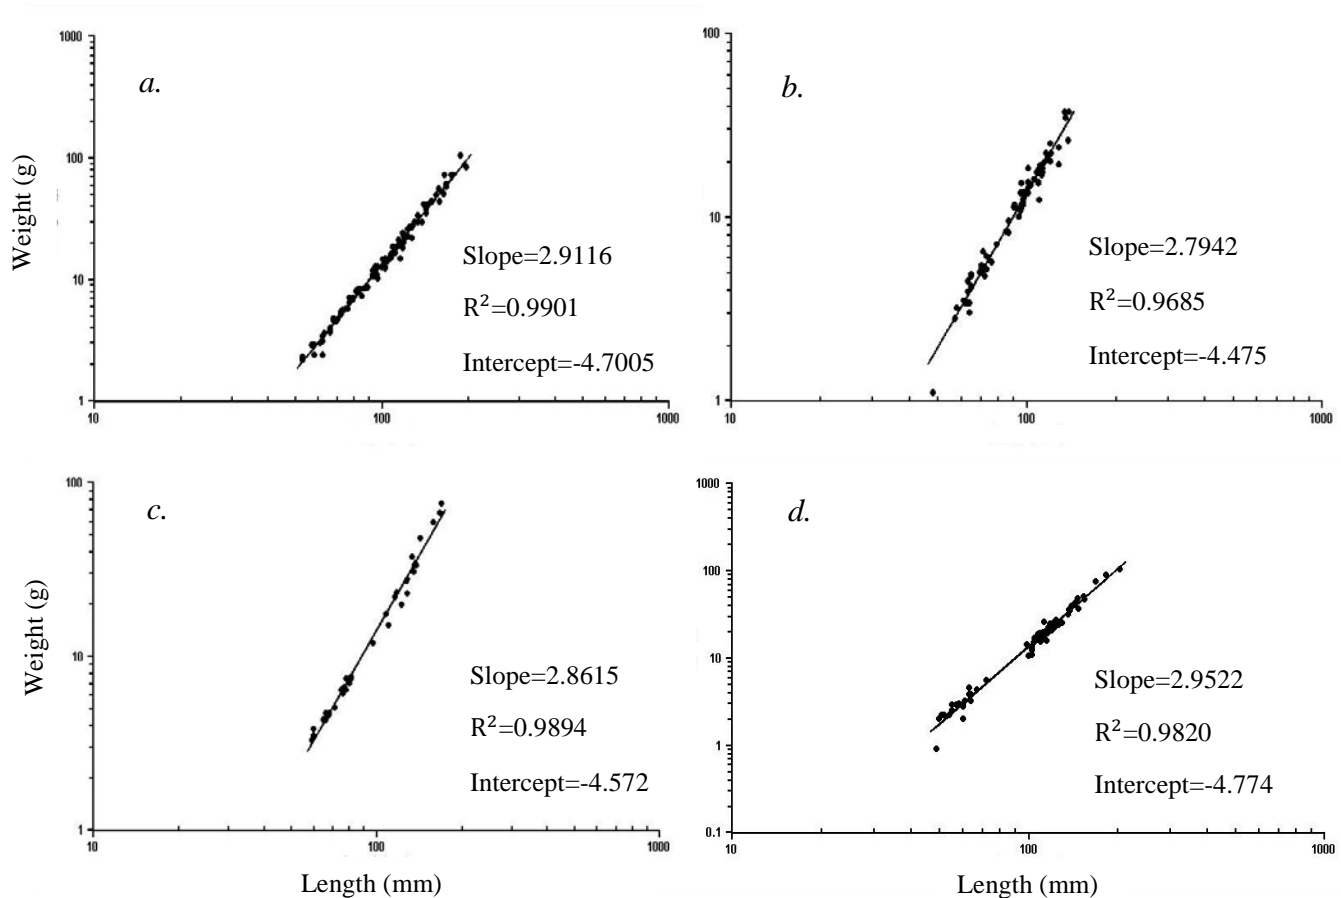 a.
1000
100
10
1
Weight (g)
Slope=2.9116
R²=0.9901
Intercept=-4.7005
10 100 1000
b.
100
10
1
Slope=2.7942
R²=0.9685
Intercept=-4.475
10 100 1000
c.
100
10
1
Weight (g)
Slope=2.8615
R²=0.9894
Intercept=-4.572
10 100 1000
Length (mm)
d.
1000
100
10
1
0.1
Slope=2.9522
R²=0.9820
Intercept=-4.774
10 100 1000
Length (mm)